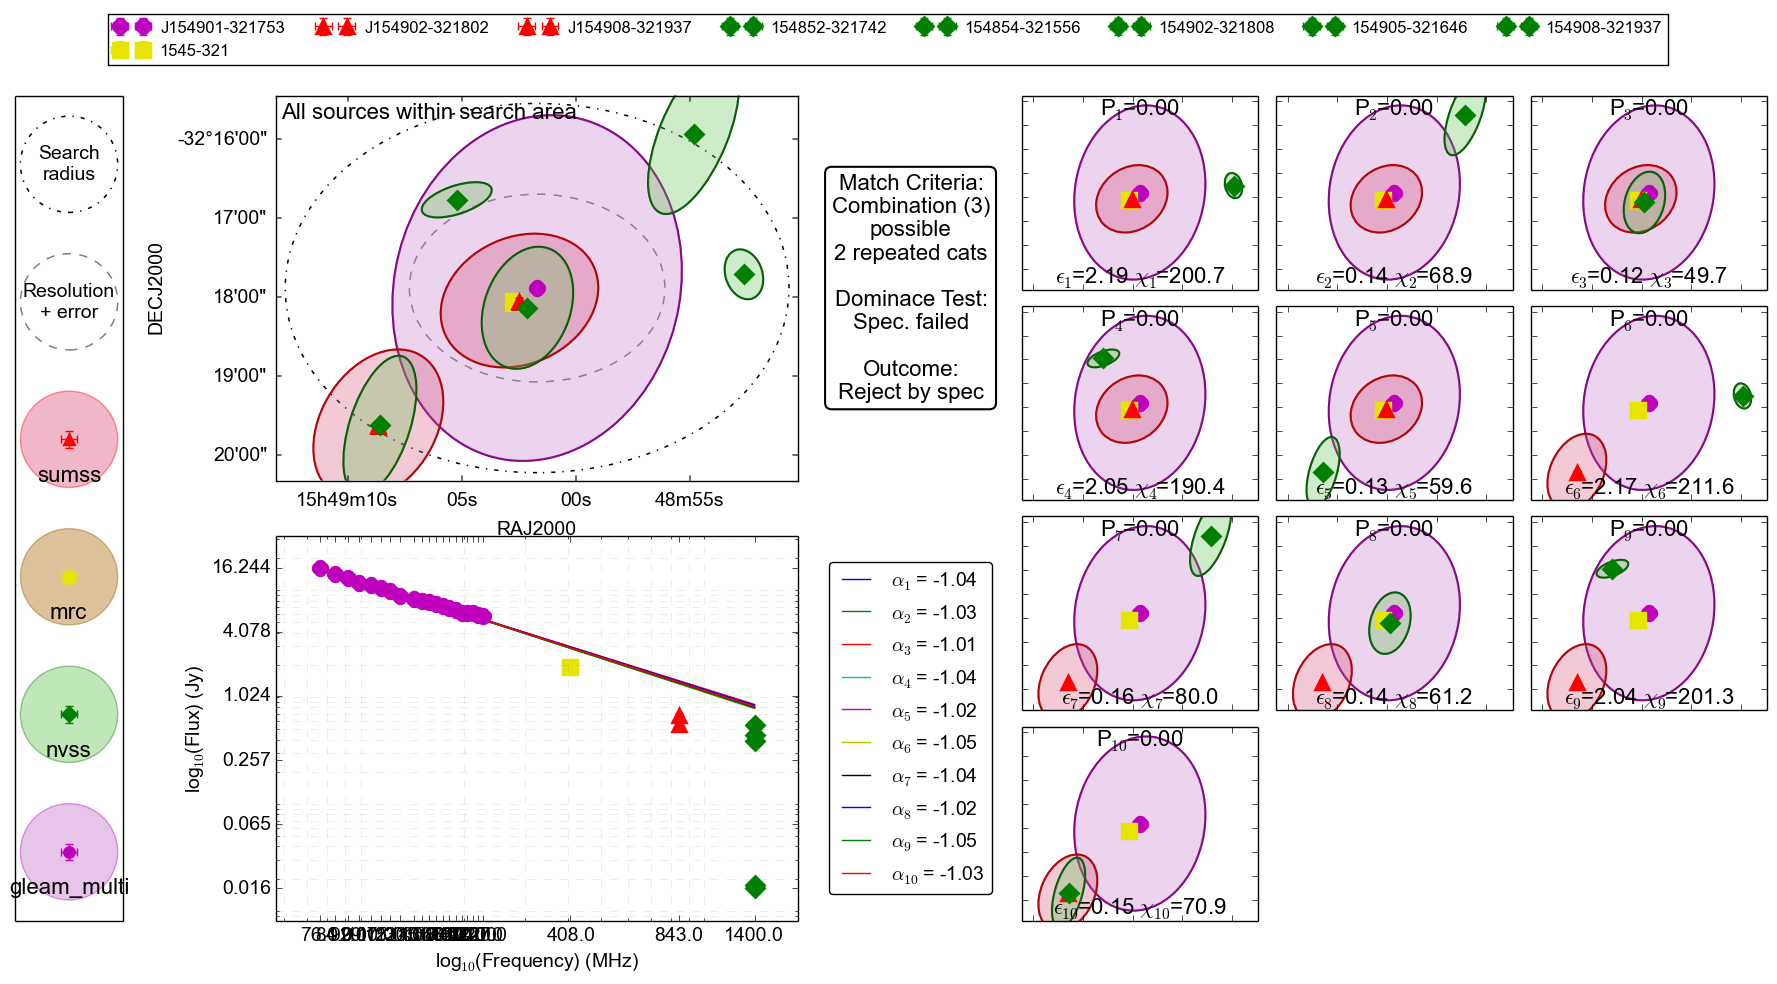 J154901-321753 J154902-321802 J154908-321937 154852-321742 154854-321556 154902-321808 154905-321646 154908-321937
1545-321
Search
radius
Resolution
+ error
sumss
mrc
nvss
gleam_multi
All sources within search area
DECJ2000
-32°16'00"
17'00"
18'00"
19'00"
20'00"
15h49m10s 05s 00s 48m55s
RAJ2000
Match Criteria:
Combination (3)
possible
2 repeated cats
Dominace Test:
Spec. failed
Outcome:
Reject by spec
log10(Flux) (Jy)
16.244
4.078
1.024
0.257
0.065
0.016
408.0 843.0 1400.0
log10(Frequency) (MHz)
α1 = -1.04
α2 = -1.03
α3 = -1.01
α4 = -1.04
α5 = -1.02
α6 = -1.05
α7 = -1.04
α8 = -1.02
α9 = -1.05
α10 = -1.03
P1=0.00
ϵ1=2.19 χ1=200.7
P2=0.00
ϵ2=0.14 χ2=68.9
P3=0.00
ϵ3=0.12 χ3=49.7
P4=0.00
ϵ4=2.05 χ4=190.4
P5=0.00
ϵ5=0.13 χ5=59.6
P6=0.00
ϵ6=2.17 χ6=211.6
P7=0.00
ϵ7=0.16 χ7=80.0
P8=0.00
ϵ8=0.14 χ8=61.2
P9=0.00
ϵ9=2.04 χ9=201.3
P10=0.00
ϵ10=0.15 χ10=70.9